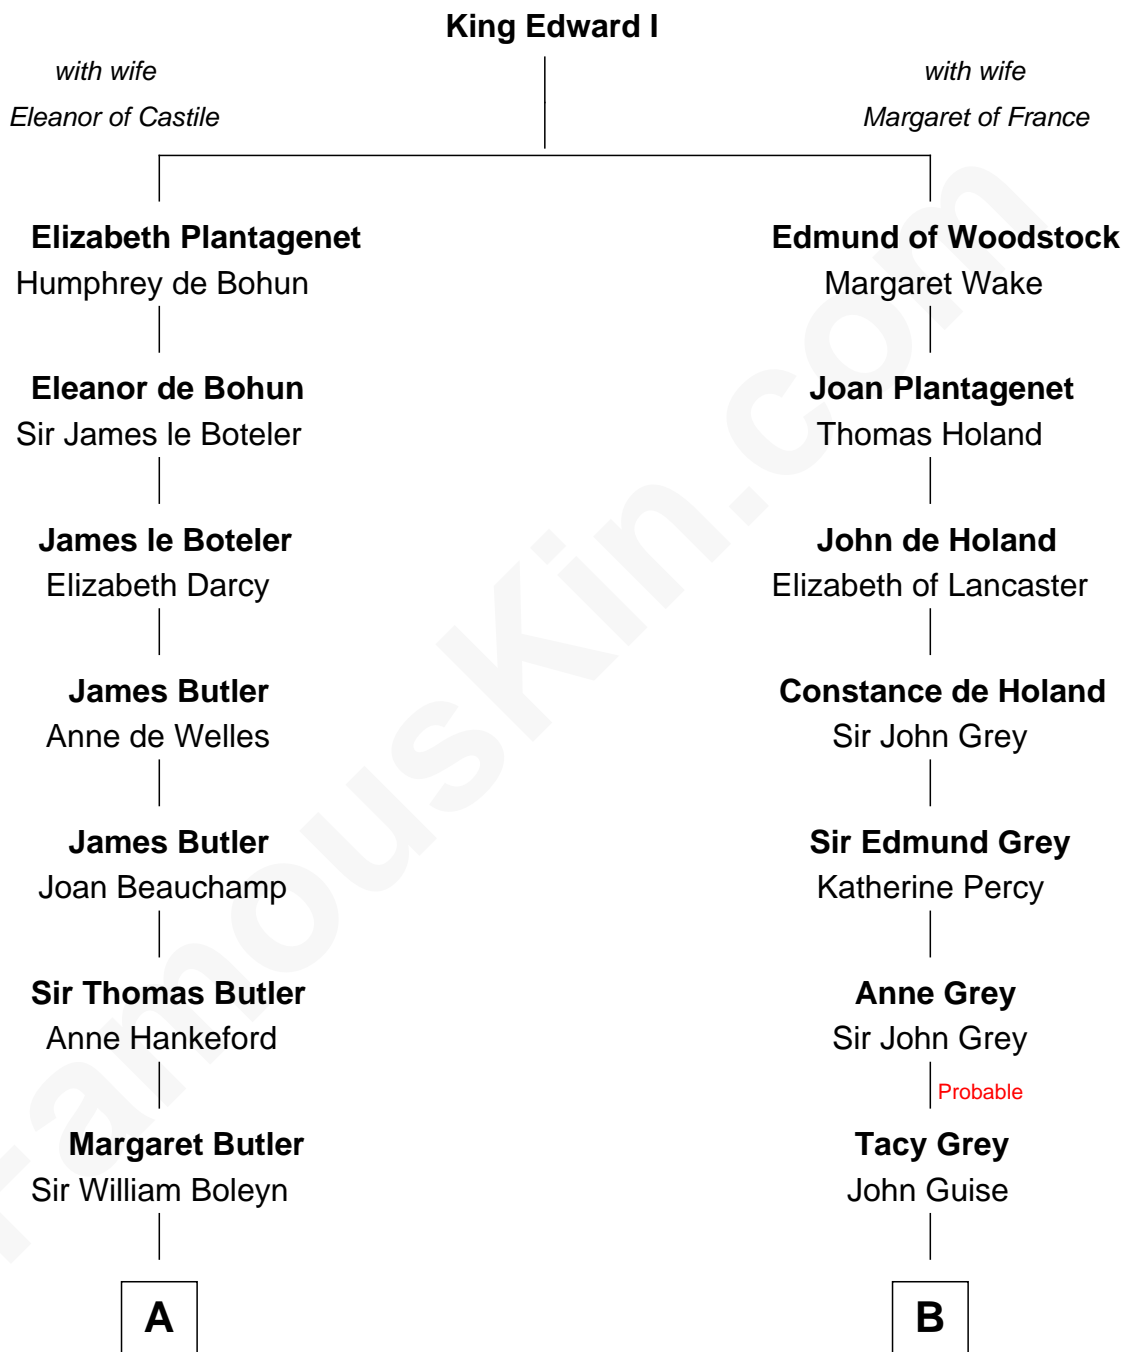 King Edward I
with wife
Eleanor of Castile
with wife
Margaret of France
Elizabeth Plantagenet
Humphrey de Bohun
Edmund of Woodstock
Margaret Wake
Eleanor de Bohun
Sir James le Boteler
Joan Plantagenet
Thomas Holand
James le Boteler
Elizabeth Darcy
John de Holand
Elizabeth of Lancaster
James Butler
Anne de Welles
Constance de Holand
Sir John Grey
James Butler
Joan Beauchamp
Sir Edmund Grey
Katherine Percy
Sir Thomas Butler
Anne Hankeford
Anne Grey
Sir John Grey
Probable
Margaret Butler
Sir William Boleyn
Tacy Grey
John Guise
A
B
FamousKin.com